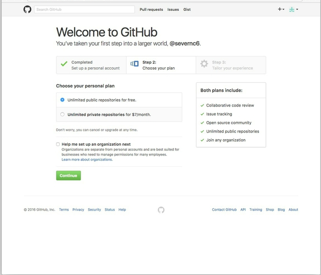 Search GitHub
Pull requests Issues Gist
Welcome to GitHub
You've taken your first step into a larger world, @severno6.
Completed
Set up a personal account
Step 2:
Choose your plan
Step 3:
Tailor your experience
Choose your personal plan
Unlimited public repositories for free.
Unlimited private repositories for $7/month.
Don't worry, you can cancel or upgrade at any time.
Help me set up an organization next
Organizations are separate from personal accounts and are best suited for
businesses who need to manage permissions for many employees.
Learn more about organizations.
Continue
Both plans include:
Collaborative code review
Issue tracking
Open source community
Unlimited public repositories
Join any organization
© 2016 GitHub, Inc. Terms Privacy Security Status Help
Contact GitHub API Training Shop Blog About